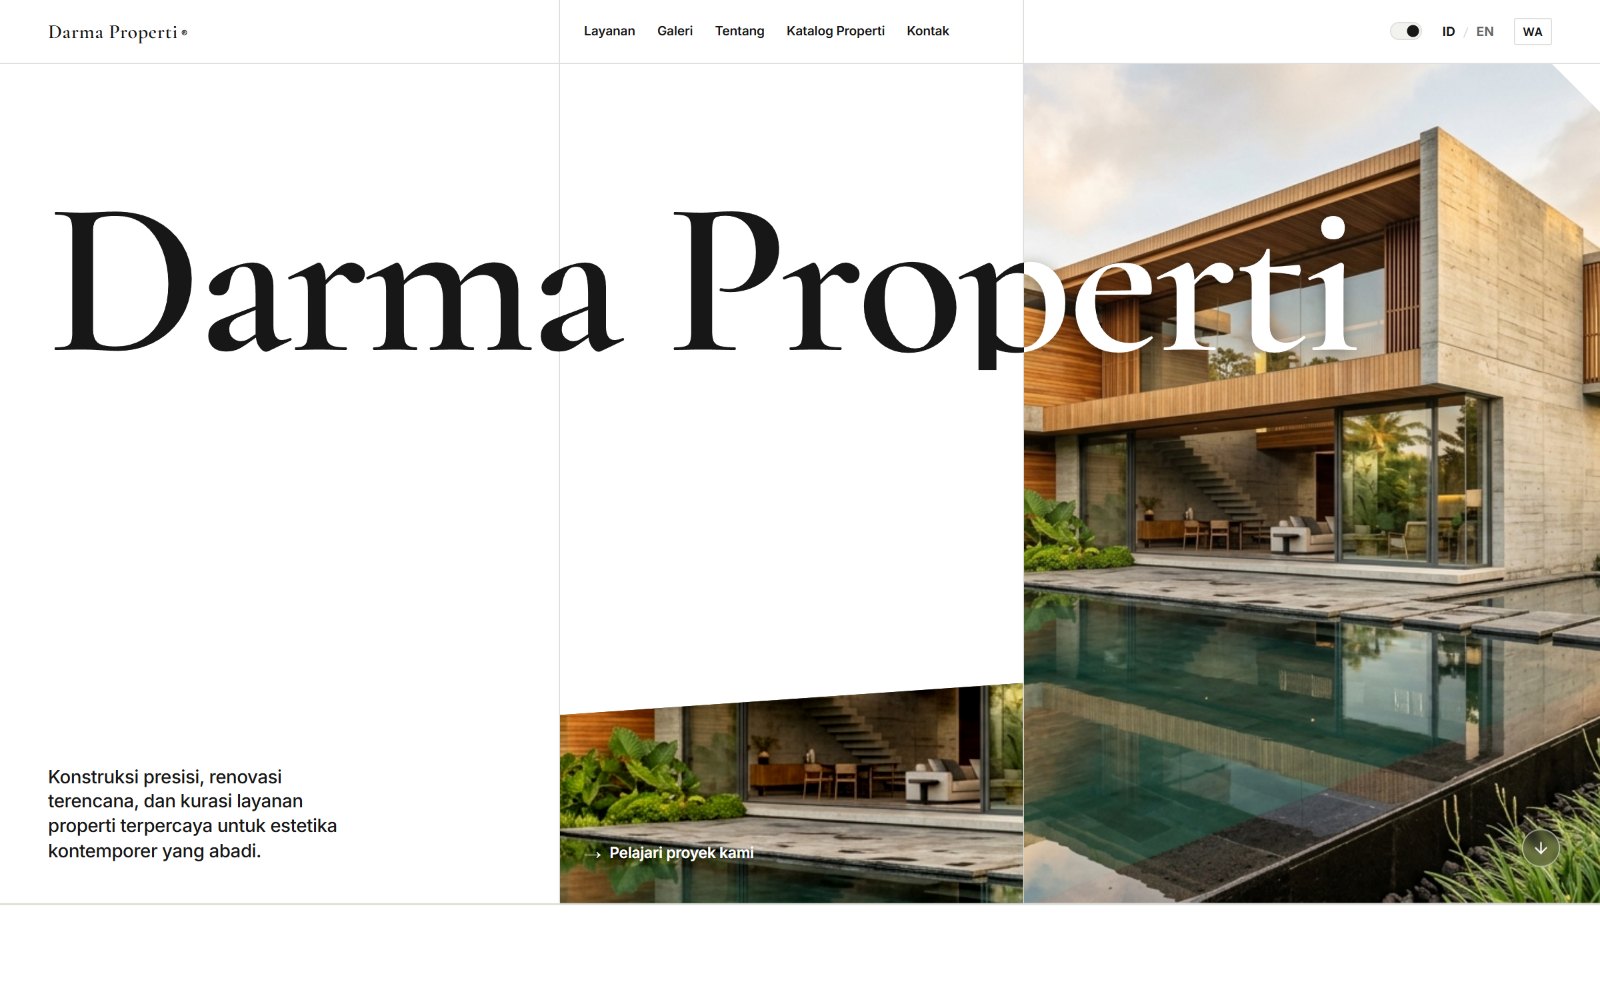 Darma Properti®
Layanan Galeri Tentang Katalog Properti Kontak
ID / EN WA
Darma Properti
Konstruksi presisi, renovasi
terencana, dan kurasi layanan
properti terpercaya untuk estetika
kontemporer yang abadi.
→ Pelajari proyek kami